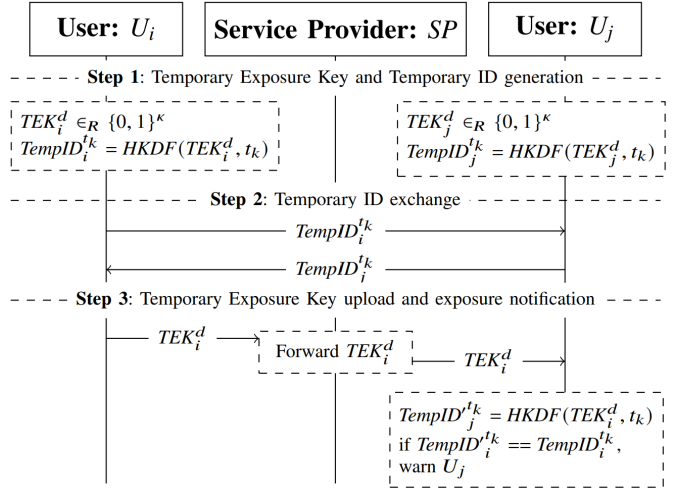 User: U_i
Service Provider: SP
User: U_j
Step 1: Temporary Exposure Key and Temporary ID generation
TEK_i^d ∈_R {0, 1}^κ
TempID_i^{t_k} = HKDF(TEK_i^d, t_k)
TEK_j^d ∈_R {0, 1}^κ
TempID_j^{t_k} = HKDF(TEK_j^d, t_k)
Step 2: Temporary ID exchange
TempID_i^{t_k}
TempID_j^{t_k}
Step 3: Temporary Exposure Key upload and exposure notification
TEK_i^d
Forward TEK_i^d
TEK_i^d
TempID'_j^{t_k} = HKDF(TEK_i^d, t_k)
if TempID'_i^{t_k} == TempID_i^{t_k},
warn U_j